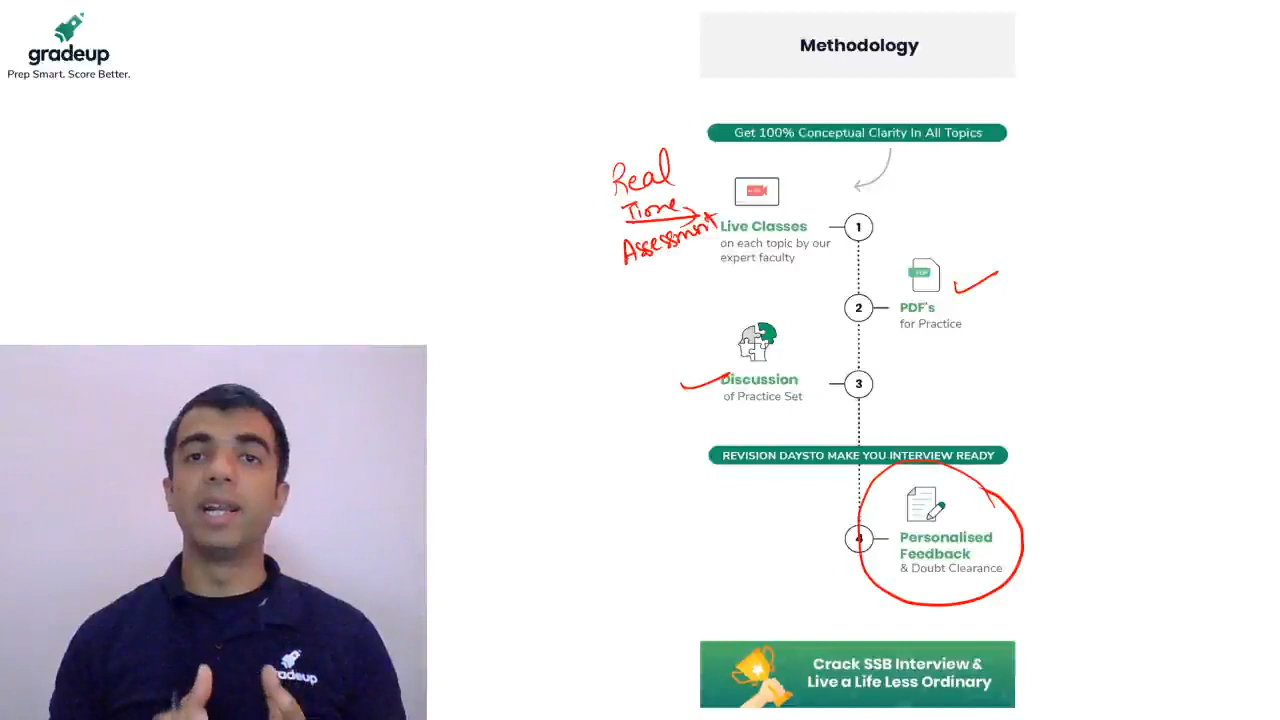 gradeup
Prep Smart. Score Better.
Methodology
Get 100% Conceptual Clarity In All Topics
Real
Time
Assessment
Live Classes
on each topic by our
expert faculty
1
PDF
2
PDF's
for Practice
Discussion
of Practice Set
3
REVISION DAYSTO MAKE YOU INTERVIEW READY
4
Personalised
Feedback
& Doubt Clearance
gradeup
Crack SSB Interview &
Live a Life Less Ordinary